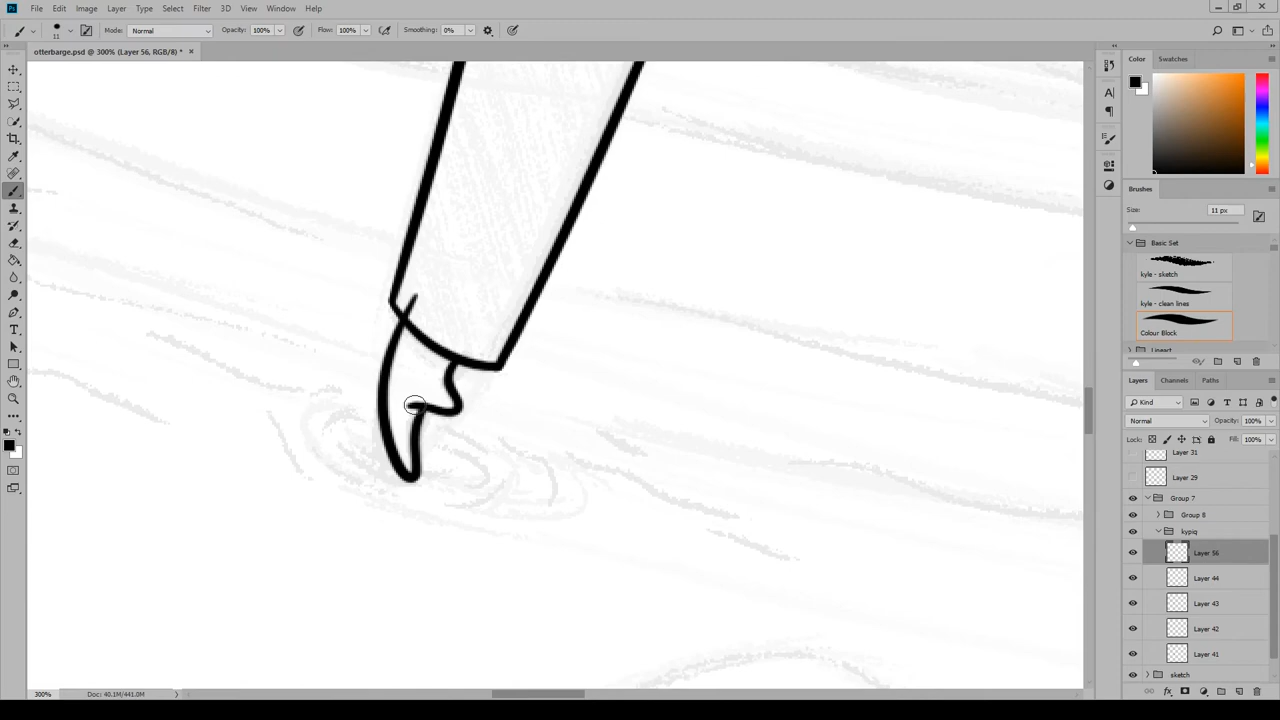 Ps File Edit Image Layer Type Select Filter 3D View Window Help
11 Mode: Normal Opacity: 100% Flow: 100% Smoothing: 0%
otterbarge.psd @ 300% (Layer 56, RGB/8) * ×
Color Swatches
Brushes
Size: 11 px
Basic Set
kyle - sketch
kyle - clean lines
Colour Block
Lineart
Layers Channels Paths
Kind
Normal Opacity: 100%
Lock: Fill: 100%
Layer 31
Layer 29
Group 7
Group 8
kypiq
Layer 56
Layer 44
Layer 43
Layer 42
Layer 41
sketch
300% Doc: 40.1M/441.0M